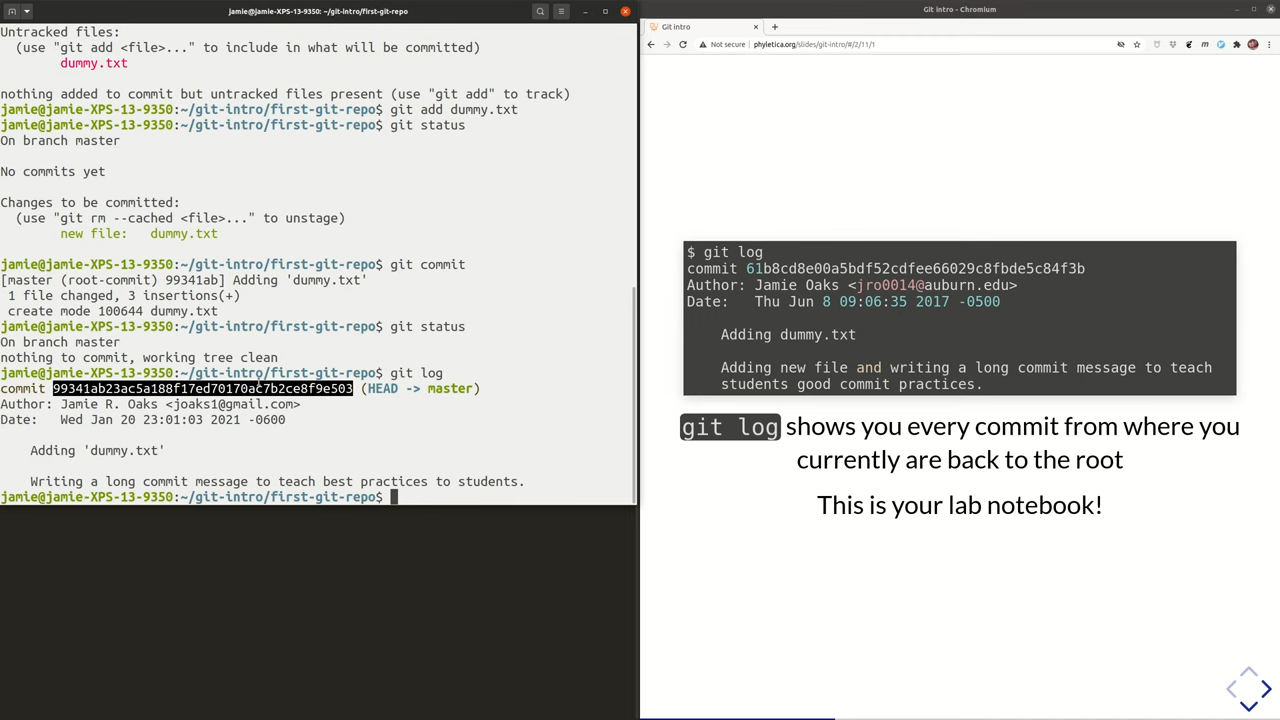 jamie@jamie-XPS-13-9350: ~/git-intro/first-git-repo
Untracked files:
  (use "git add <file>..." to include in what will be committed)
        dummy.txt
nothing added to commit but untracked files present (use "git add" to track)
jamie@jamie-XPS-13-9350:~/git-intro/first-git-repo$ git add dummy.txt
jamie@jamie-XPS-13-9350:~/git-intro/first-git-repo$ git status
On branch master
No commits yet
Changes to be committed:
  (use "git rm --cached <file>..." to unstage)
        new file:   dummy.txt
jamie@jamie-XPS-13-9350:~/git-intro/first-git-repo$ git commit
[master (root-commit) 99341ab] Adding 'dummy.txt'
 1 file changed, 3 insertions(+)
 create mode 100644 dummy.txt
jamie@jamie-XPS-13-9350:~/git-intro/first-git-repo$ git status
On branch master
nothing to commit, working tree clean
jamie@jamie-XPS-13-9350:~/git-intro/first-git-repo$ git log
commit 99341ab23ac5a188f17ed70170ac7b2ce8f9e503 (HEAD -> master)
Author: Jamie R. Oaks <joaks1@gmail.com>
Date:   Wed Jan 20 23:01:03 2021 -0600
    Adding 'dummy.txt'
    Writing a long commit message to teach best practices to students.
jamie@jamie-XPS-13-9350:~/git-intro/first-git-repo$
Git intro - Chromium
Git intro
Not secure
phyletica.org/slides/git-intro/#/2/11/1
$ git log
commit 61b8cd8e00a5bdf52cdfee66029c8fbde5c84f3b
Author: Jamie Oaks <jro0014@auburn.edu>
Date:   Thu Jun 8 09:06:35 2017 -0500
    Adding dummy.txt
    Adding new file and writing a long commit message to teach
    students good commit practices.
git log shows you every commit from where you
currently are back to the root
This is your lab notebook!